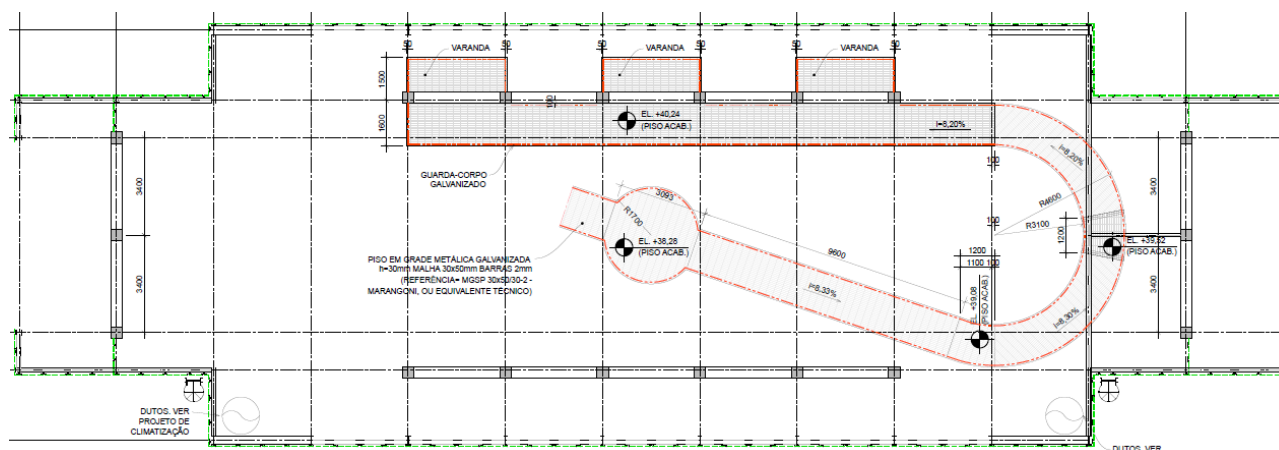 50
50
50
50
50
50
VARANDA
VARANDA
VARANDA
1500
1600
100
EL. +40,24
(PISO ACAB.)
I=8,20%
I=8,20%
GUARDA-CORPO
GALVANIZADO
100
3400
3400
3093
R1700
R4600
R3100
100
1200
EL. +39,52
(PISO ACAB.)
EL. +38,28
(PISO ACAB.)
PISO EM GRADE METÁLICA GALVANIZADA
h=30mm MALHA 30x50mm BARRAS 2mm
(REFERÊNCIA= MGSP 30x50/30-2 -
MARANGONI, OU EQUIVALENTE TÉCNICO)
9600
1200
1100
100
3400
3400
I=8,33%
EL. +39,08
(PISO ACAB.)
I=8,30%
DUTOS. VER
PROJETO DE
CLIMATIZAÇÃO
DUTOS. VER